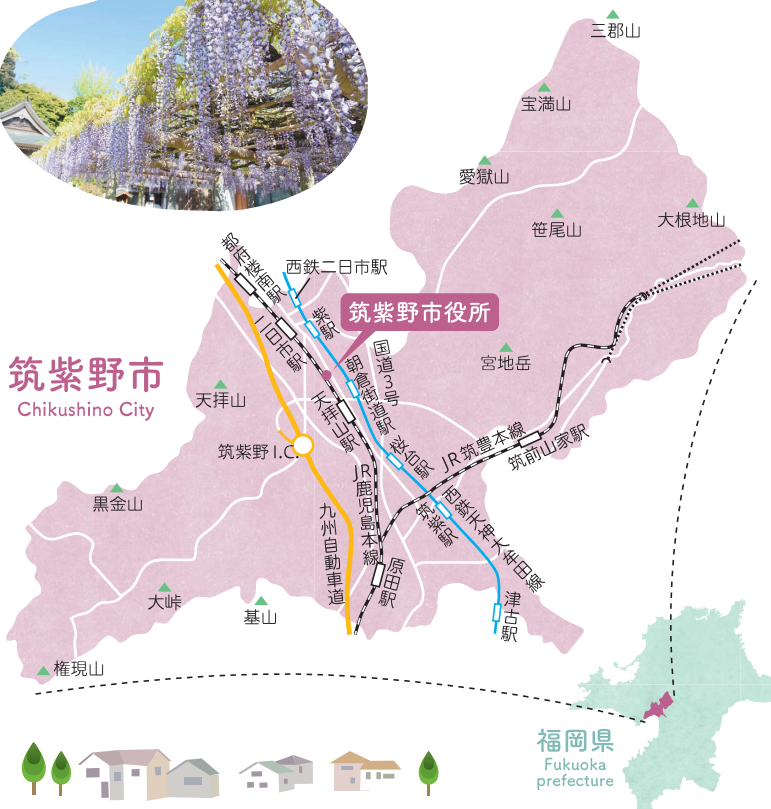 三郡山
宝満山
愛獄山
大根地山
笹尾山
都府楼南駅
西鉄二日市駅
二日市駅
紫駅
筑紫野市役所
国道3号
宮地岳
朝倉街道駅
筑紫野市
Chikushino City
天拝山
天拝山駅
筑紫野I.C.
桜台駅
JR筑豊本線
筑前山家駅
JR鹿児島本線
筑紫駅
西鉄天神大牟田線
黒金山
九州自動車道
原田駅
大峠
基山
津古駅
権現山
福岡県
Fukuoka
prefecture